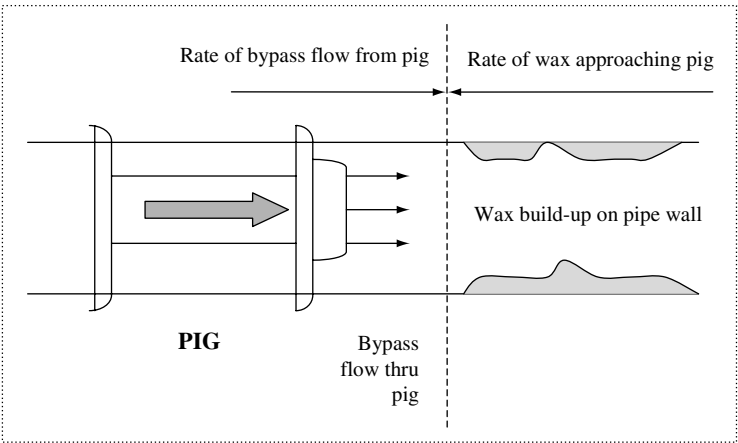 Rate of bypass flow from pig
Rate of wax approaching pig
Wax build-up on pipe wall
PIG
Bypass
flow thru
pig